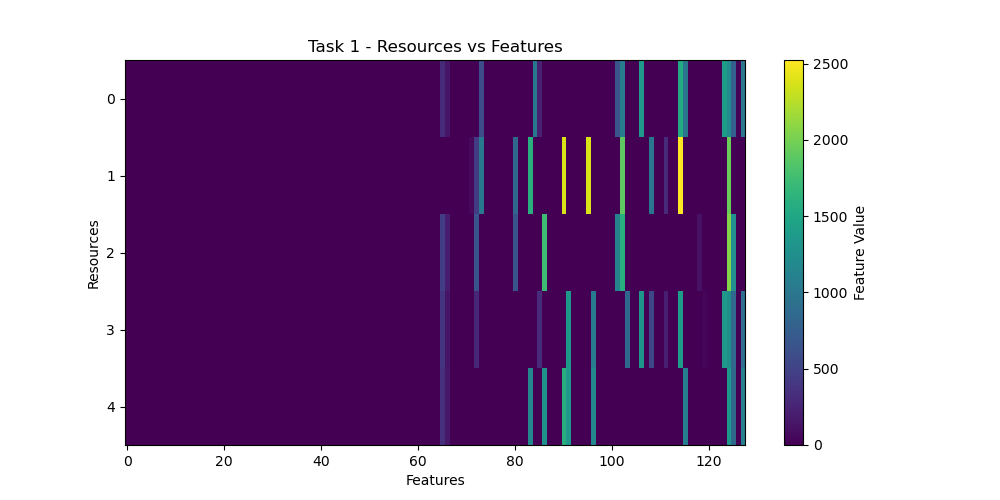 Task 1 - Resources vs Features
Resources
0
1
2
3
4
0 20 40 60 80 100 120
Features
2500
2000
1500
1000
500
0
Feature Value